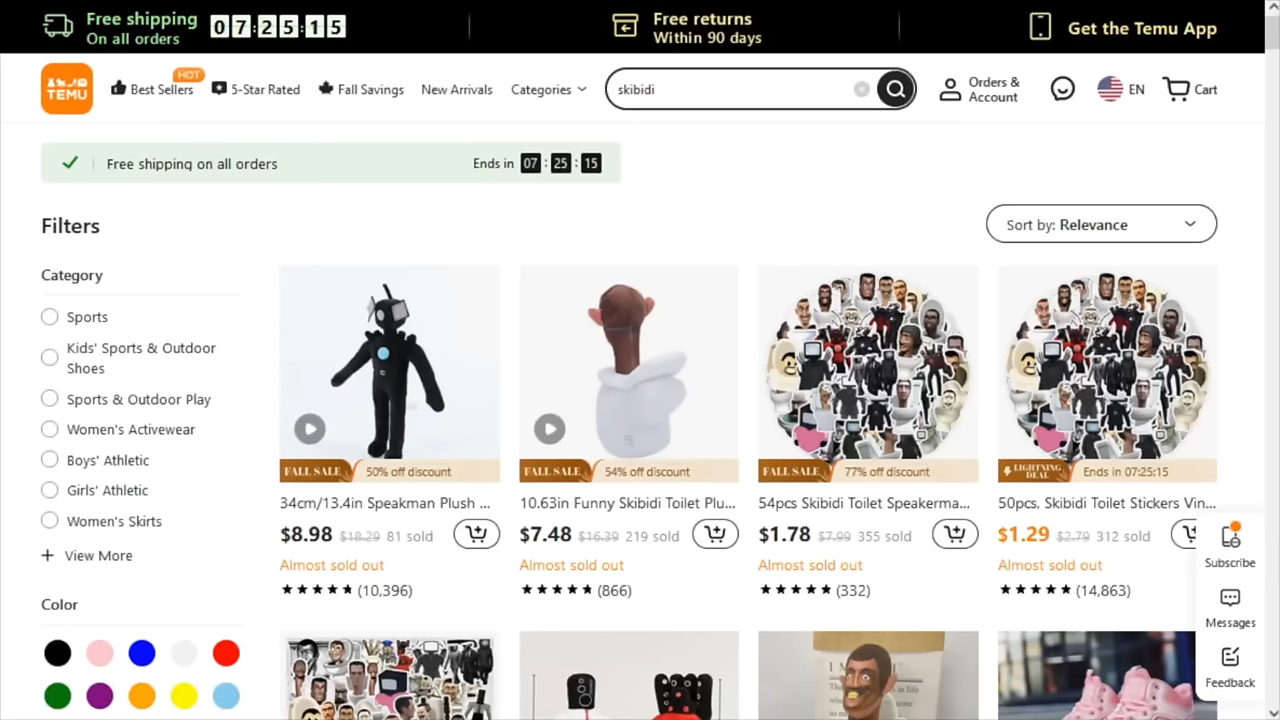 Free shipping
On all orders
07:25:15
Free returns
Within 90 days
Get the Temu App
TEMU
Best Sellers
HOT
5-Star Rated
Fall Savings
New Arrivals
Categories
skibidi
Orders &
Account
EN
Cart
Free shipping on all orders
Ends in 07 : 25 : 15
Filters
Sort by: Relevance
Category
Sports
Kids' Sports & Outdoor
Shoes
Sports & Outdoor Play
Women's Activewear
Boys' Athletic
Girls' Athletic
Women's Skirts
View More
Color
FALL SALE 50% off discount
34cm/13.4in Speakman Plush ...
$8.98 $18.29 81 sold
Almost sold out
(10,396)
FALL SALE 54% off discount
10.63in Funny Skibidi Toilet Plu...
$7.48 $16.39 219 sold
Almost sold out
(866)
FALL SALE 77% off discount
54pcs Skibidi Toilet Speakerma...
$1.78 $7.99 355 sold
Almost sold out
(332)
LIGHTNING
DEAL
Ends in 07:25:15
50pcs, Skibidi Toilet Stickers Vin...
$1.29 $2.79 312 sold
Almost sold out
(14,863)
Subscribe
Messages
Feedback